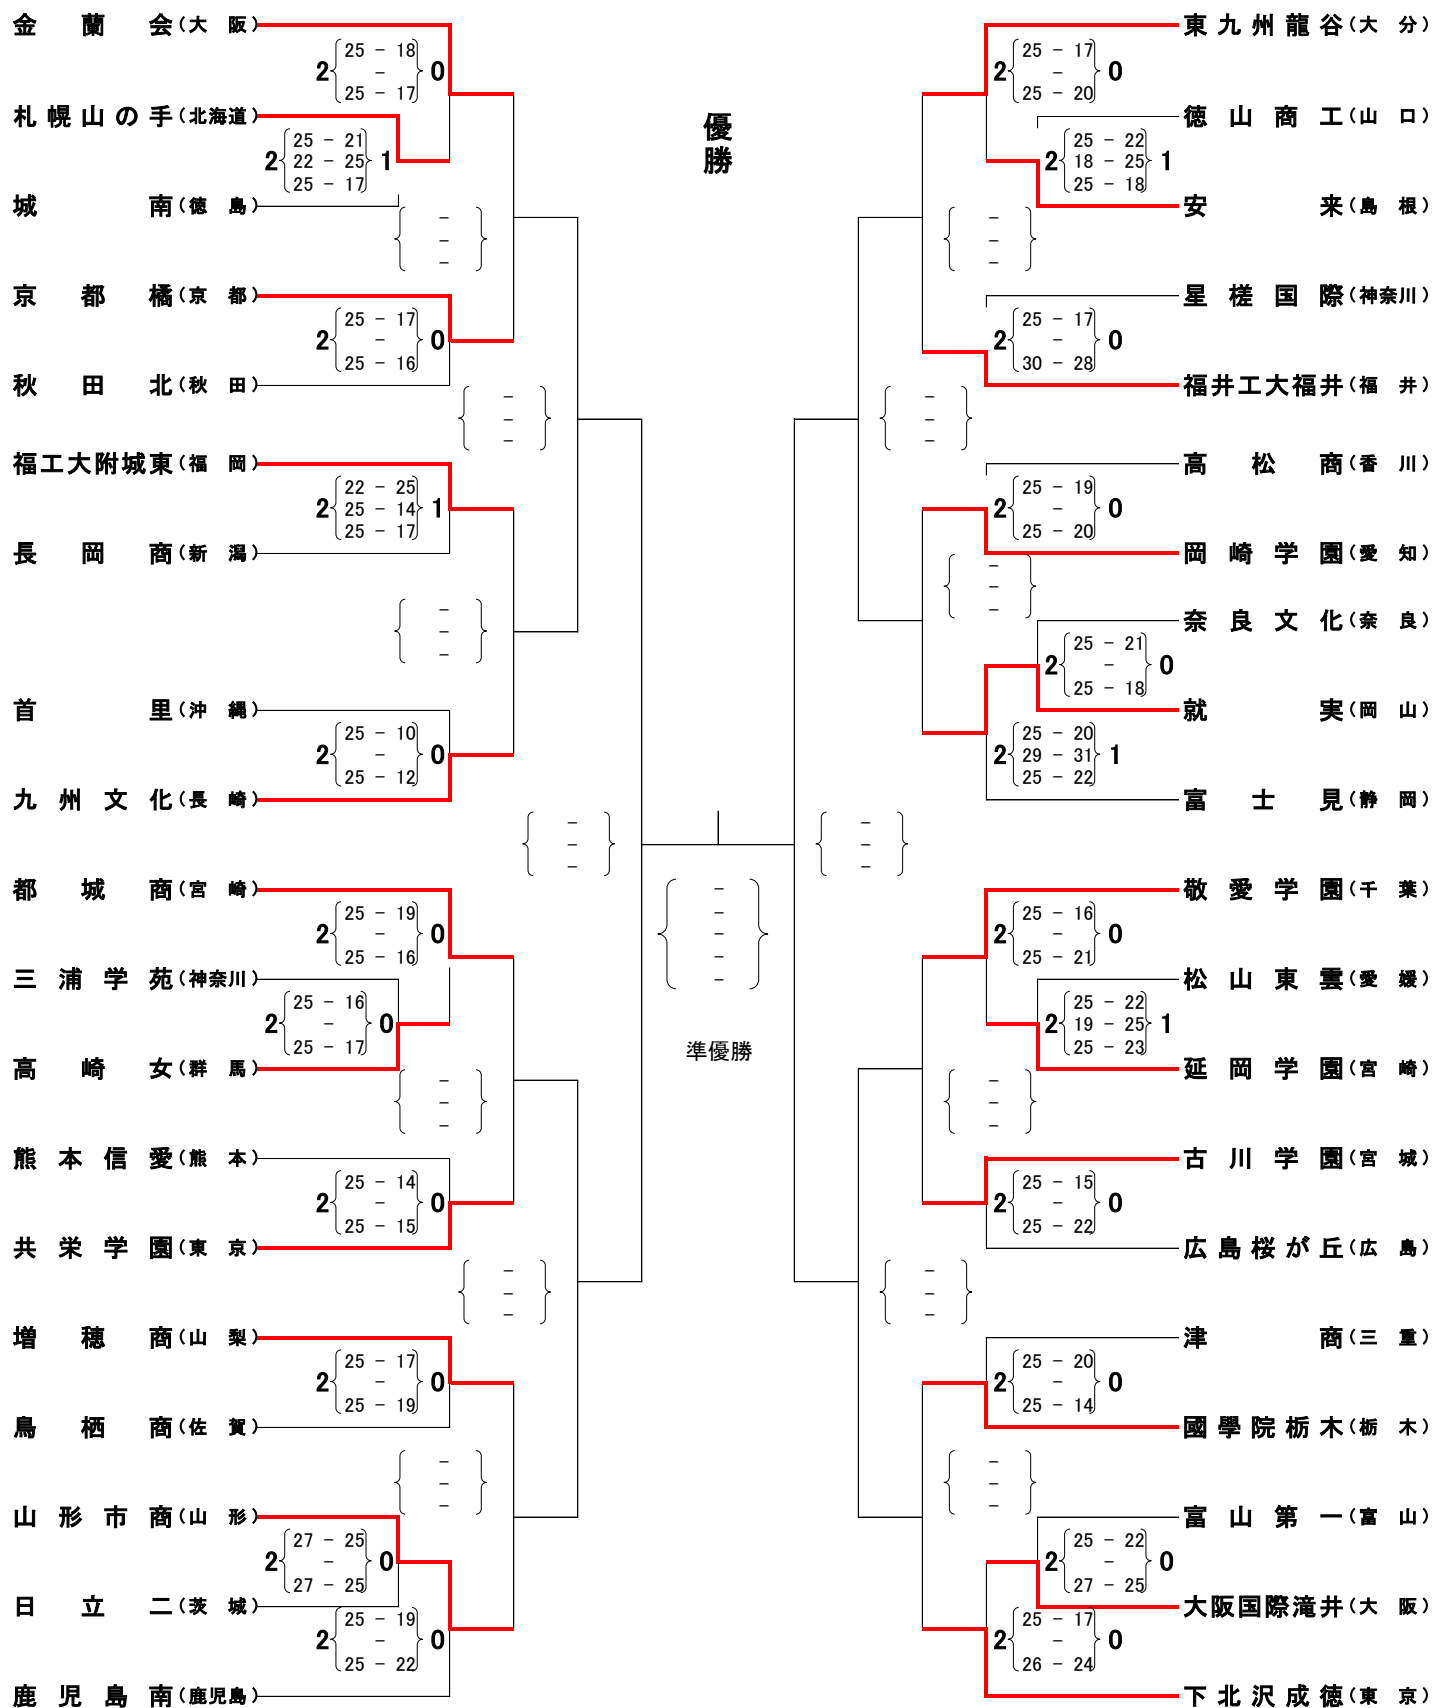 優勝
準優勝
金蘭会(大阪)
2 25 - 18 0
-
25 - 17
札幌山の手(北海道)
2 25 - 21 1
22 - 25
25 - 17
城南(徳島)
-
-
-
京都橘(京都)
2 25 - 17 0
-
25 - 16
秋田北(秋田)
-
-
-
福工大附城東(福岡)
2 22 - 25 1
25 - 14
25 - 17
長岡商(新潟)
-
-
-
首里(沖縄)
2 25 - 10 0
-
25 - 12
九州文化(長崎)
-
-
-
都城商(宮崎)
2 25 - 19 0
-
25 - 16
三浦学苑(神奈川)
2 25 - 16 0
-
25 - 17
高崎女(群馬)
-
-
-
熊本信愛(熊本)
2 25 - 14 0
-
25 - 15
共栄学園(東京)
-
-
-
増穂商(山梨)
2 25 - 17 0
-
25 - 19
鳥栖商(佐賀)
-
-
-
山形市商(山形)
2 27 - 25 0
-
27 - 25
日立二(茨城)
2 25 - 19 0
-
25 - 22
鹿児島南(鹿児島)
-
-
-
-
-
東九州龍谷(大分)
2 25 - 17 0
-
25 - 20
徳山商工(山口)
2 25 - 22 1
18 - 25
25 - 18
安来(島根)
-
-
-
星槎国際(神奈川)
2 25 - 17 0
-
30 - 28
福井工大福井(福井)
-
-
-
高松商(香川)
2 25 - 19 0
-
25 - 20
岡崎学園(愛知)
-
-
-
奈良文化(奈良)
2 25 - 21 0
-
25 - 18
就実(岡山)
2 25 - 20 1
29 - 31
25 - 22
富士見(静岡)
-
-
-
敬愛学園(千葉)
2 25 - 16 0
-
25 - 21
松山東雲(愛媛)
2 25 - 22 1
19 - 25
25 - 23
延岡学園(宮崎)
-
-
-
古川学園(宮城)
2 25 - 15 0
-
25 - 22
広島桜が丘(広島)
-
-
-
津商(三重)
2 25 - 20 0
-
25 - 14
國學院栃木(栃木)
-
-
-
富山第一(富山)
2 25 - 22 0
-
27 - 25
大阪国際滝井(大阪)
2 25 - 17 0
-
26 - 24
下北沢成徳(東京)